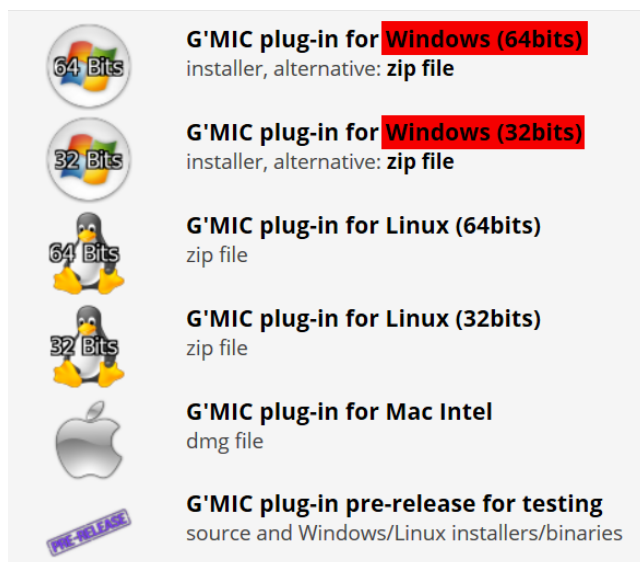 64 Bits
G'MIC plug-in for Windows (64bits)
installer, alternative: zip file
32 Bits
G'MIC plug-in for Windows (32bits)
installer, alternative: zip file
64 Bits
G'MIC plug-in for Linux (64bits)
zip file
32 Bits
G'MIC plug-in for Linux (32bits)
zip file
G'MIC plug-in for Mac Intel
dmg file
PRE-RELEASE
G'MIC plug-in pre-release for testing
source and Windows/Linux installers/binaries